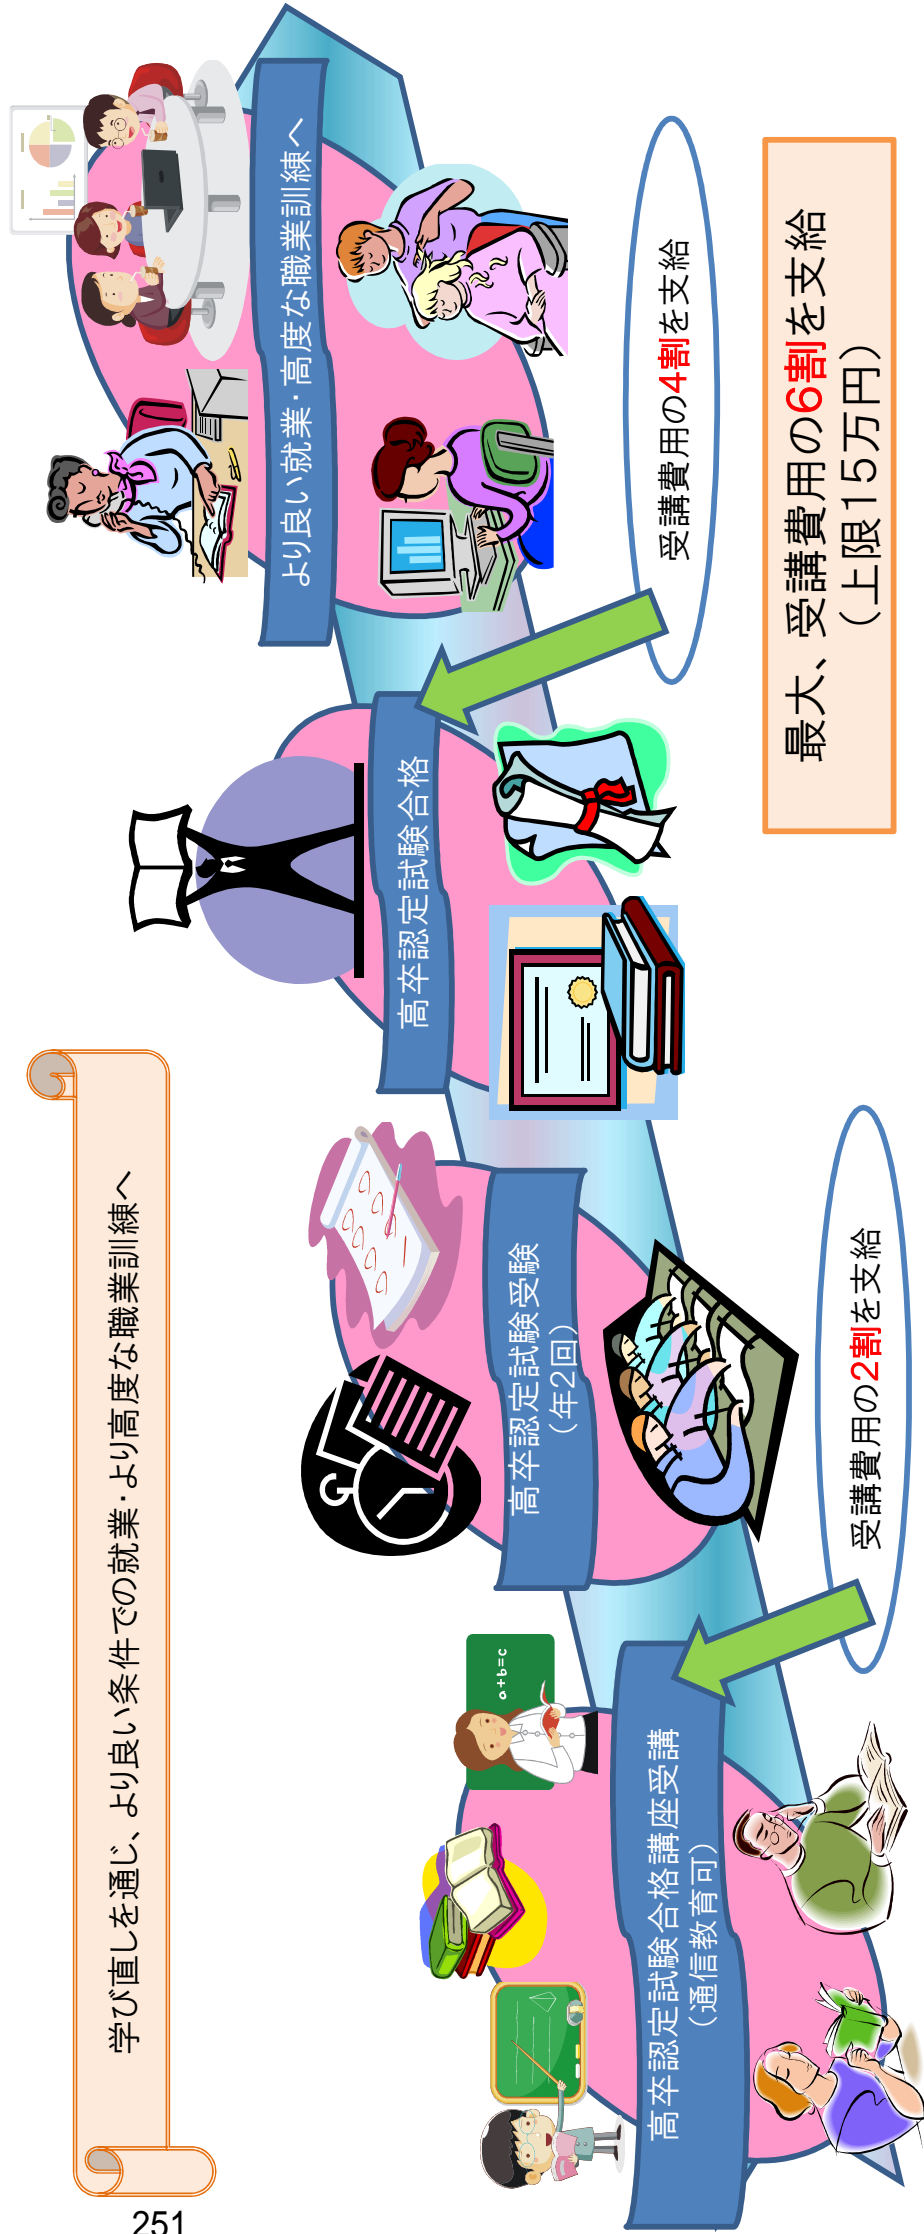 学び直しを通じ、より良い条件での就業・より高度な職業訓練へ
より良い就業・高度な職業訓練へ
高卒認定試験合格
高卒認定試験受験
（年2回）
a+b=c
高卒認定試験合格講座受講
（通信教育可）
受講費用の4割を支給
受講費用の2割を支給
最大、受講費用の6割を支給
（上限15万円）
251